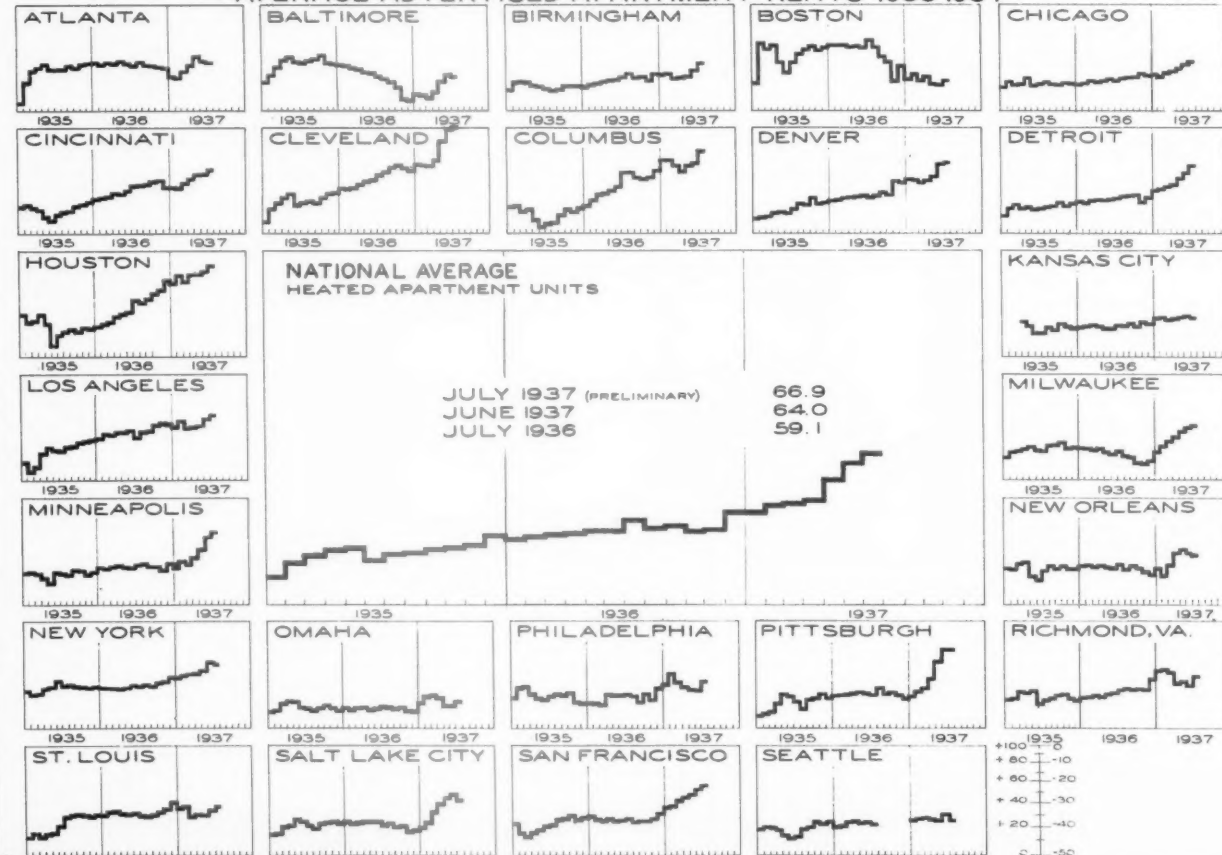 AVERAGE ADVERTISED APARTMENT RENTS 1935-1937
ATLANTA BALTIMORE BIRMINGHAM BOSTON CHICAGO
1935 1936 1937 1935 1936 1937 1935 1936 1937 1935 1936 1937 1935 1936 1937
CINCINNATI CLEVELAND COLUMBUS DENVER DETROIT
1935 1936 1937 1935 1936 1937 1935 1936 1937 1935 1936 1937 1935 1936 1937
HOUSTON
1935 1936 1937
NATIONAL AVERAGE
HEATED APARTMENT UNITS
JULY 1937 (PRELIMINARY) 66.9
JUNE 1937 64.0
JULY 1936 59.1
1935 1936 1937
KANSAS CITY
1935 1936 1937
LOS ANGELES
1935 1936 1937
MILWAUKEE
1935 1936 1937
MINNEAPOLIS
1935 1936 1937
NEW ORLEANS
1935 1936 1937
NEW YORK OMAHA PHILADELPHIA PITTSBURGH RICHMOND, VA.
1935 1936 1937 1935 1936 1937 1935 1936 1937 1935 1936 1937 1935 1936 1937
ST. LOUIS SALT LAKE CITY SAN FRANCISCO SEATTLE
+100 0
+80 -10
+60 -20
+40 -30
+20 -40
0 -50